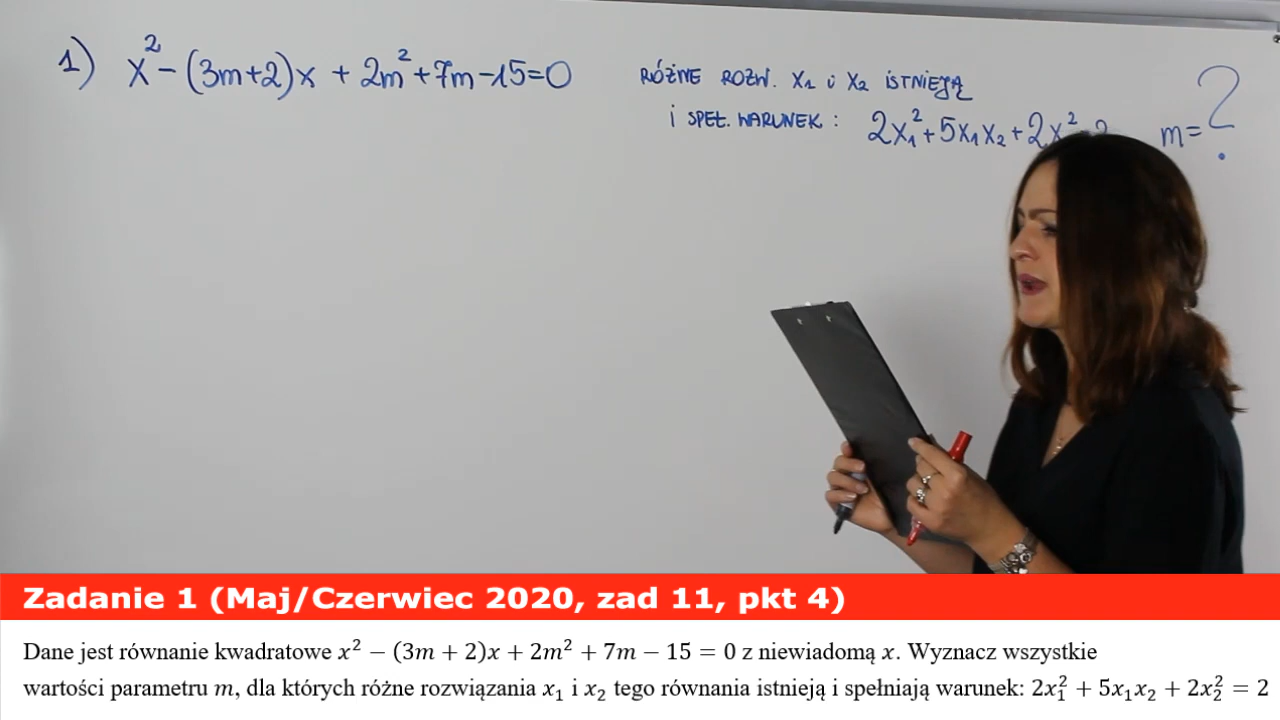 1) x² - (3m+2)x + 2m² + 7m - 15 = 0
RÓŻNE ROZW. x₁ i x₂ ISTNIEJĄ
i SPEŁ. WARUNEK : 2x₁² + 5x₁x₂ + 2x² m = ?
Zadanie 1 (Maj/Czerwiec 2020, zad 11, pkt 4)
Dane jest równanie kwadratowe x² − (3m + 2)x + 2m² + 7m − 15 = 0 z niewiadomą x. Wyznacz wszystkie
wartości parametru m, dla których różne rozwiązania x₁ i x₂ tego równania istnieją i spełniają warunek: 2x₁² + 5x₁x₂ + 2x₂² = 2